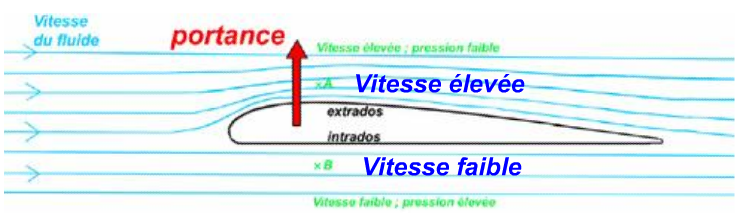 Vitesse
du fluide
portance
Vitesse élevée ; pression faible
×A
Vitesse élevée
extrados
intrados
×B
Vitesse faible
Vitesse faible ; pression élevée